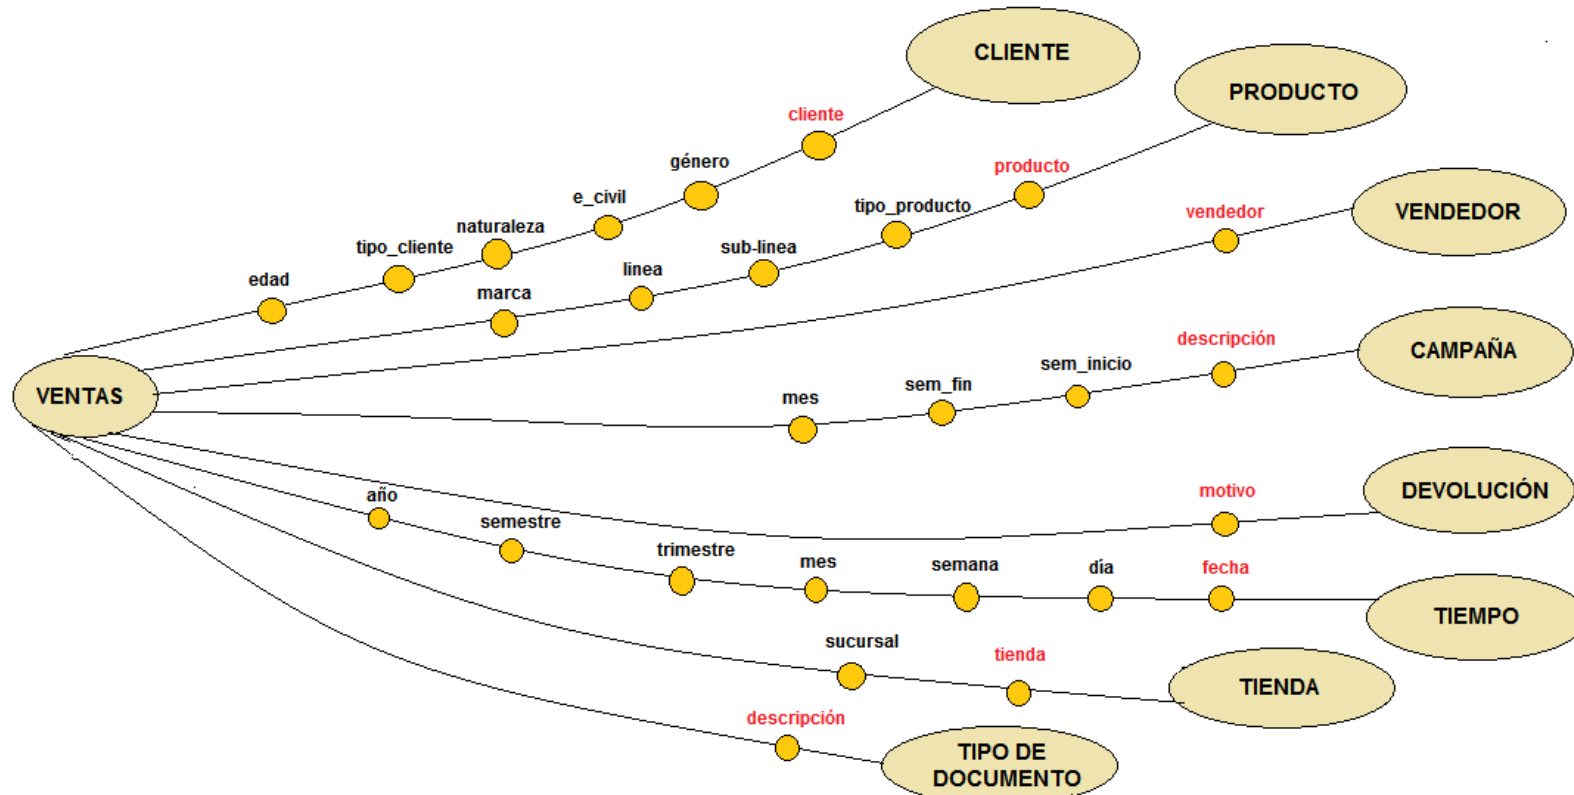 CLIENTE
PRODUCTO
cliente
género
producto
e_civil
tipo_producto
vendedor
VENDEDOR
naturaleza
tipo_cliente
sub-linea
edad
linea
marca
descripción
CAMPAÑA
sem_inicio
sem_fin
mes
VENTAS
motivo
DEVOLUCIÓN
año
semestre
trimestre
mes
semana
día
fecha
TIEMPO
sucursal
tienda
TIENDA
descripción
TIPO DE
DOCUMENTO